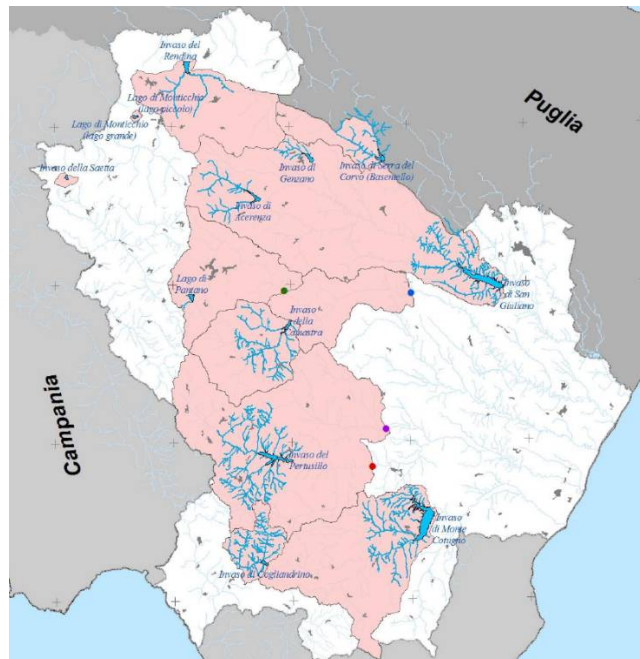 Invaso del
Rendina
Puglia
Lago di Monticchio
(lago piccolo)
Lago di Monticchio
(lago grande)
Invaso della Saetta
Invaso di
Genzano
Invaso di Serra del
Corvo (Basentello)
Invaso di
Acerenza
Invaso
di San
Giuliano
Lago di
Pantano
Invaso
della
Camastra
Campania
Invaso del
Pertusillo
Invaso
di Monte
Cotugno
Invaso di Cogliandrino